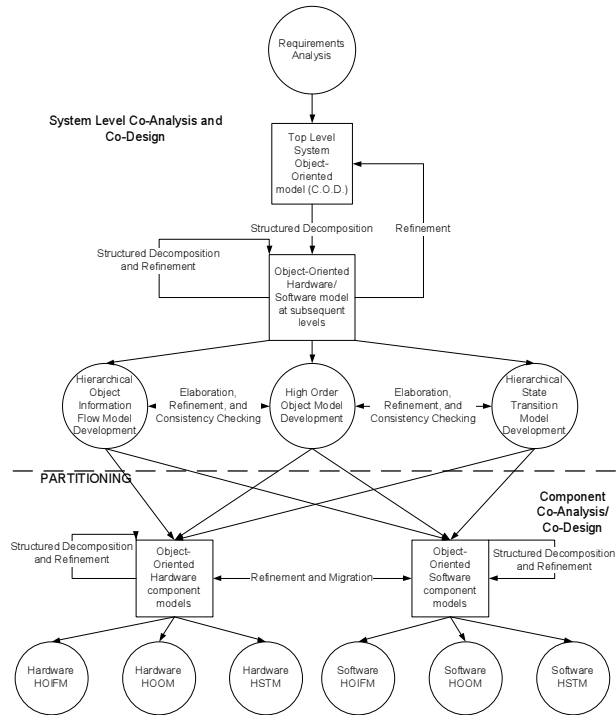 Requirements
Analysis
System Level Co-Analysis and
Co-Design
Top Level
System
Object-
Oriented
model (C.O.D.)
Structured Decomposition
Refinement
Structured Decomposition
and Refinement
Object-Oriented
Hardware/
Software model
at subsequent
levels
Hierarchical
Object
Information
Flow Model
Development
Elaboration,
Refinement, and
Consistency Checking
High Order
Object Model
Development
Elaboration,
Refinement, and
Consistency Checking
Hierarchical
State
Transition
Model
Development
PARTITIONING
Component
Co-Analysis/
Co-Design
Structured Decomposition
and Refinement
Object-
Oriented
Hardware
component
models
Refinement and Migration
Object-
Oriented
Software
component
models
Structured Decomposition
and Refinement
Hardware
HOIFM
Hardware
HOOM
Hardware
HSTM
Software
HOIFM
Software
HOOM
Software
HSTM